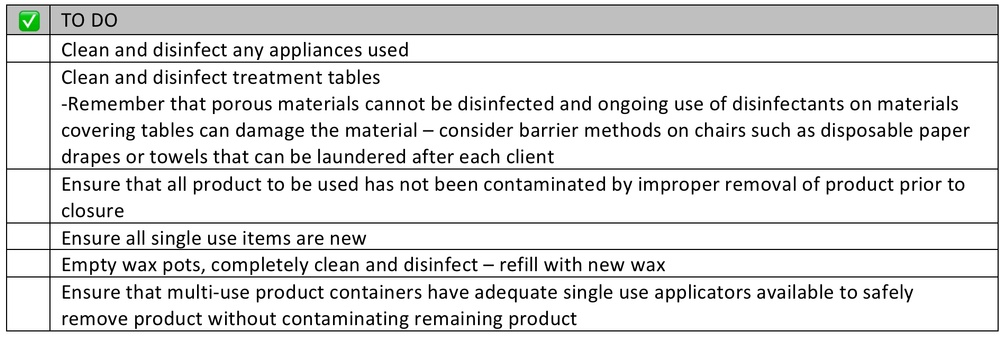 ✅ TO DO
Clean and disinfect any appliances used
Clean and disinfect treatment tables
-Remember that porous materials cannot be disinfected and ongoing use of disinfectants on materials
covering tables can damage the material – consider barrier methods on chairs such as disposable paper
drapes or towels that can be laundered after each client
Ensure that all product to be used has not been contaminated by improper removal of product prior to
closure
Ensure all single use items are new
Empty wax pots, completely clean and disinfect – refill with new wax
Ensure that multi-use product containers have adequate single use applicators available to safely
remove product without contaminating remaining product